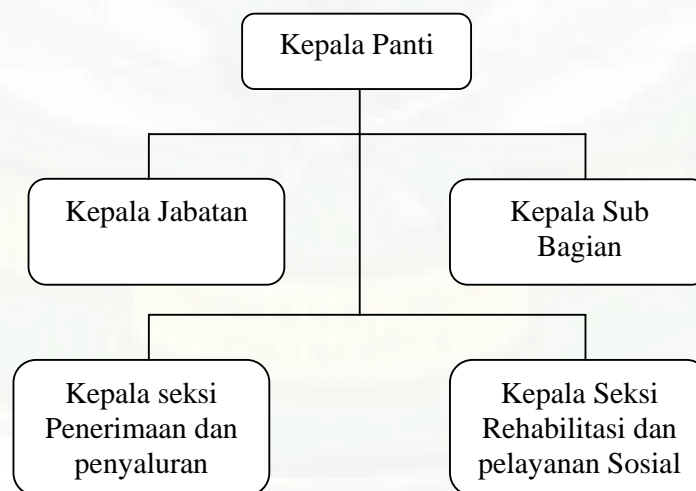 Kepala Panti
Kepala Jabatan
Kepala Sub
Bagian
Kepala seksi
Penerimaan dan
penyaluran
Kepala Seksi
Rehabilitasi dan
pelayanan Sosial